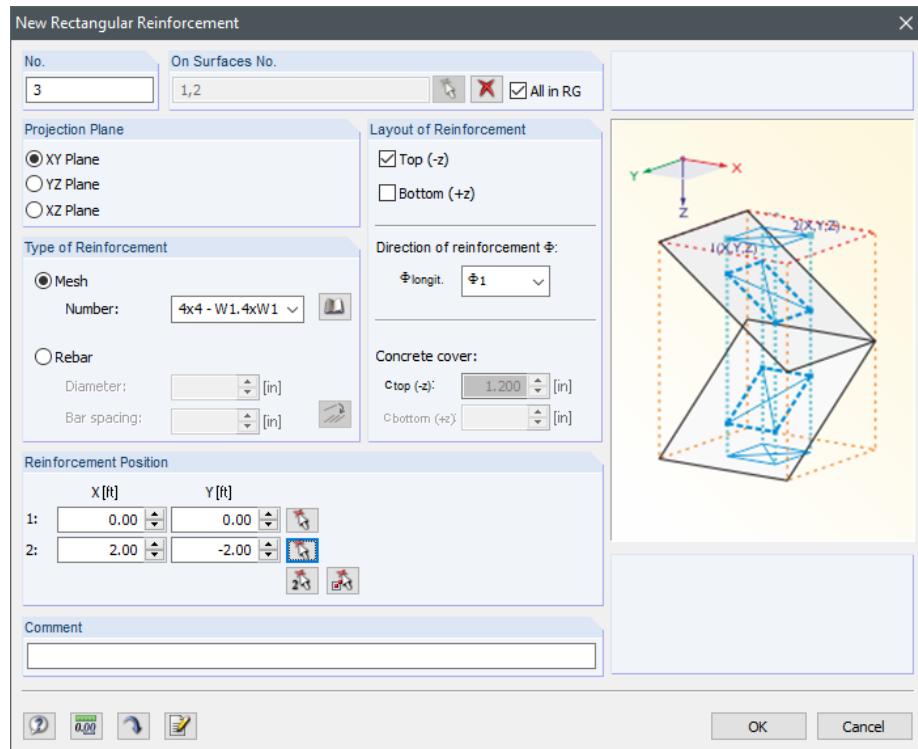 New Rectangular Reinforcement
No.
On Surfaces No.
3
1,2
All in RG
Projection Plane
XY Plane
YZ Plane
XZ Plane
Layout of Reinforcement
Top (-z)
Bottom (+z)
Type of Reinforcement
Mesh
Number: 4x4 - W1.4xW1
Rebar
Diameter: [in]
Bar spacing: [in]
Direction of reinforcement Φ:
Φlongit. Φ1
Concrete cover:
ctop (-z): 1.200 [in]
cbottom (+z): [in]
Y X
Z
2(X,Y,Z)
1(X,Y,Z)
Reinforcement Position
X [ft] Y [ft]
1: 0.00 0.00
2: 2.00 -2.00
2
Comment
0.00
OK Cancel